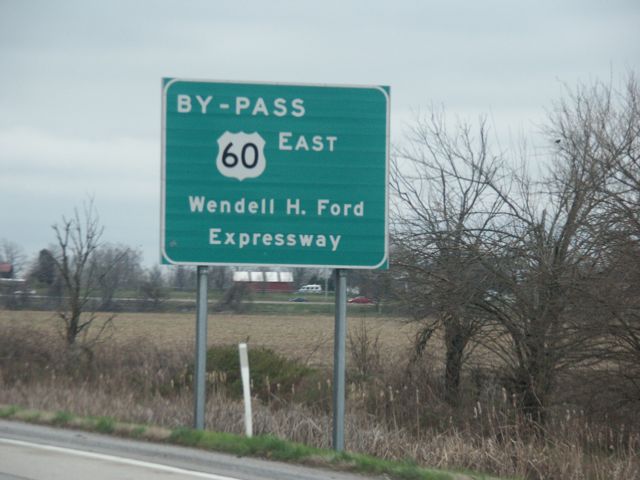 BY-PASS
60 EAST
Wendell H. Ford
Expressway